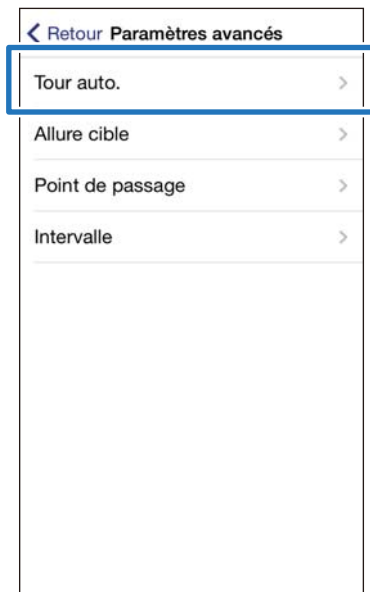 Retour Paramètres avancés
Tour auto.
Allure cible
Point de passage
Intervalle